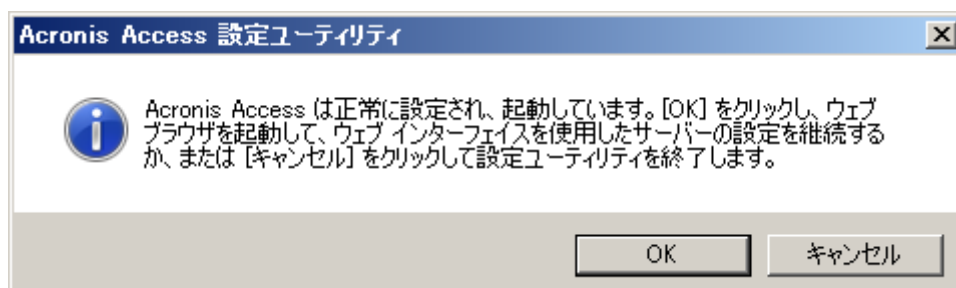 Acronis Access 設定ユーティリティ
Acronis Access は正常に設定され、起動しています。[OK] をクリックし、ウェブ
ブラウザを起動して、ウェブ インターフェイスを使用したサーバーの設定を継続する
か、または [キャンセル] をクリックして設定ユーティリティを終了します。
OK
キャンセル